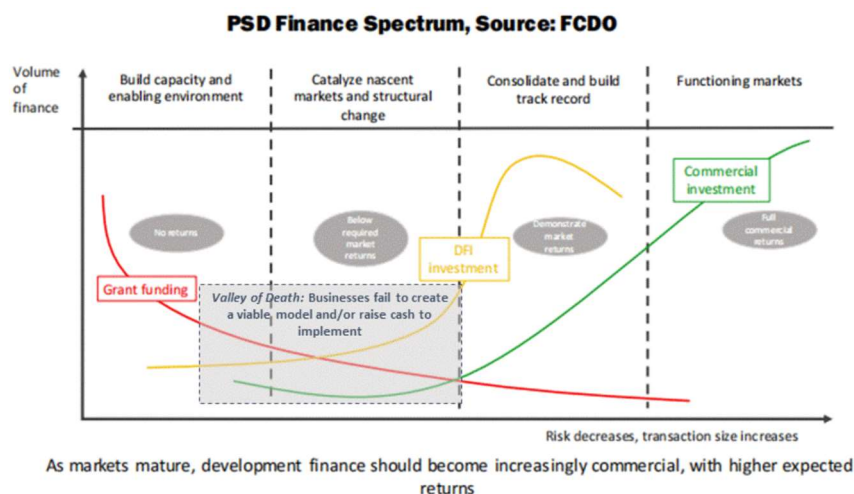 PSD Finance Spectrum, Source: FCDO
Volume
of
finance
Build capacity and
enabling environment
Catalyze nascent
markets and structural
change
Consolidate and build
track record
Functioning markets
No returns
Below
required
market
returns
Demonstrate
market
returns
Full
commercial
returns
Commercial
investment
DFI
investment
Grant funding
Valley of Death: Businesses fail to create
a viable model and/or raise cash to
implement
Risk decreases, transaction size increases
As markets mature, development finance should become increasingly commercial, with higher expected
returns